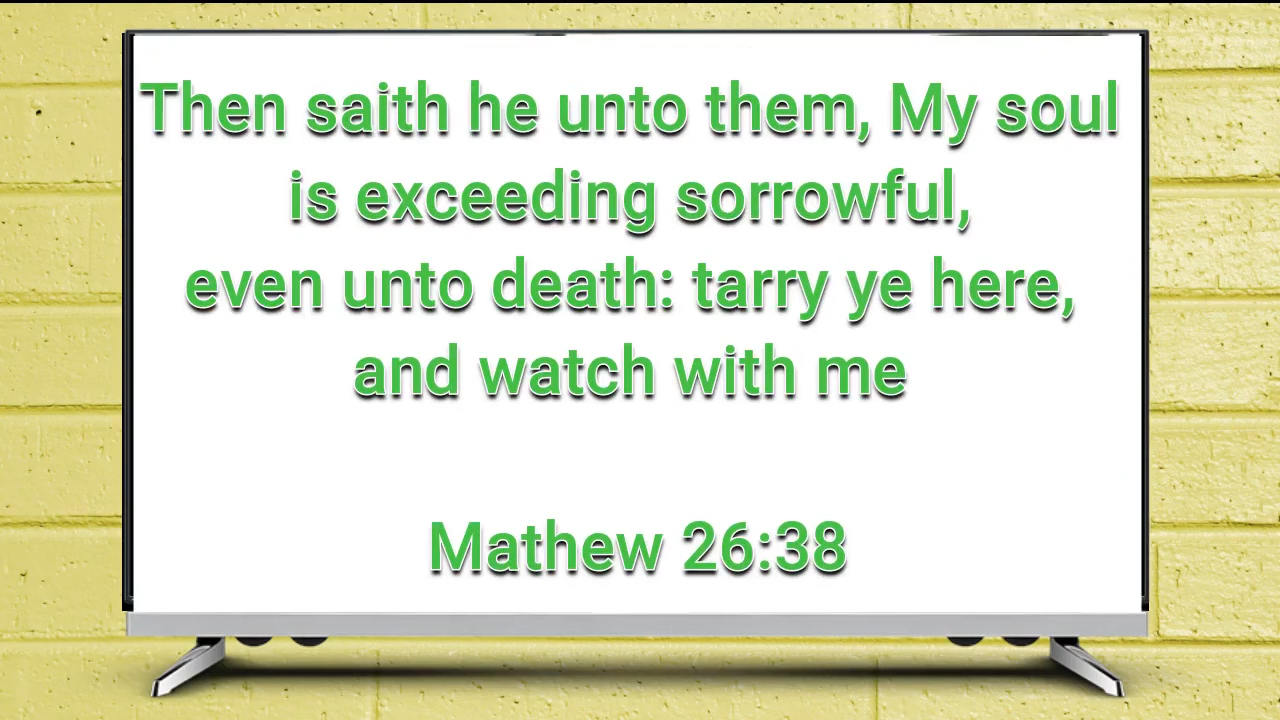 Then saith he unto them, My soul
is exceeding sorrowful,
even unto death: tarry ye here,
and watch with me
Mathew 26:38